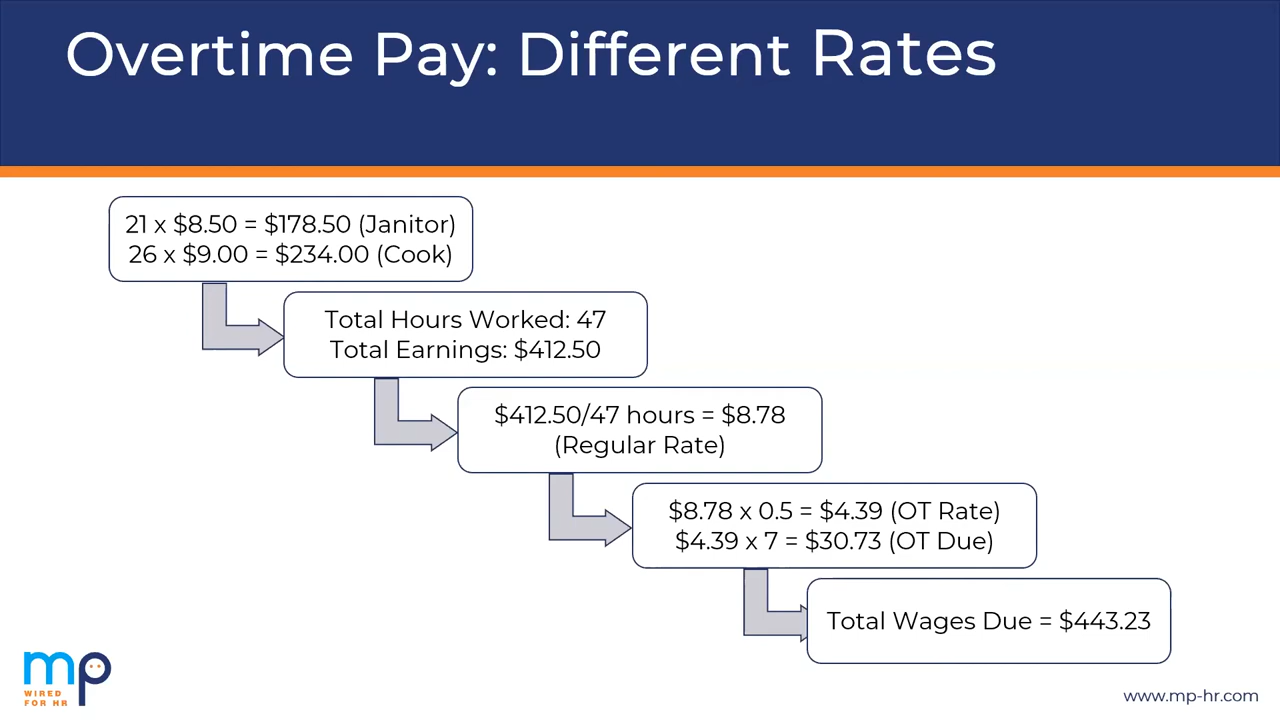 Overtime Pay: Different Rates
21 x $8.50 = $178.50 (Janitor)
26 x $9.00 = $234.00 (Cook)
Total Hours Worked: 47
Total Earnings: $412.50
$412.50/47 hours = $8.78
(Regular Rate)
$8.78 x 0.5 = $4.39 (OT Rate)
$4.39 x 7 = $30.73 (OT Due)
Total Wages Due = $443.23
mp
WIRED
FOR HR
www.mp-hr.com